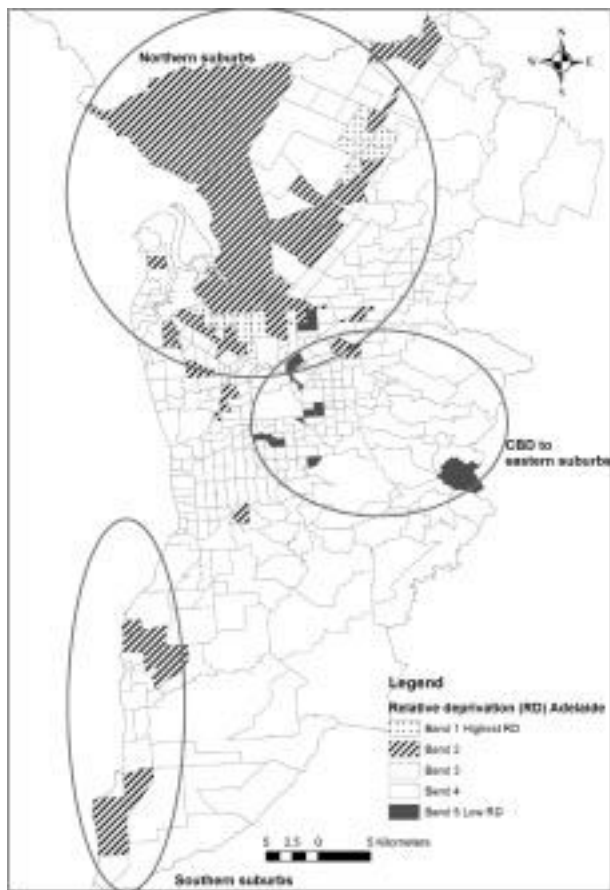 Northern suburbs
N
W
E
S
CBD to
eastern suburbs
Legend
Relative deprivation (RD) Adelaide
Band 1 Highest RD
Band 2
Band 3
Band 4
Band 5 Low RD
5 2.5 0 5 Kilometers
Southern suburbs